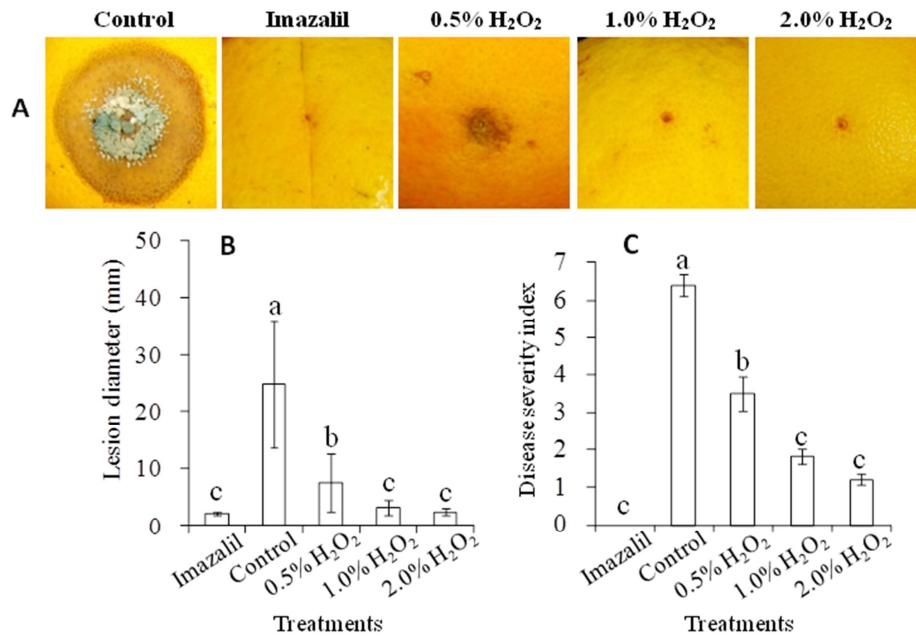 Control Imazalil 0.5% H₂O₂ 1.0% H₂O₂ 2.0% H₂O₂
A
B
Lesion diameter (mm)
50
40
30
20
10
0
c a b c c
Imazalil Control 0.5% H₂O₂ 1.0% H₂O₂ 2.0% H₂O₂
Treatments
C
Disease severity index
7
6
5
4
3
2
1
0
c a b c c
Imazalil Control 0.5% H₂O₂ 1.0% H₂O₂ 2.0% H₂O₂
Treatments